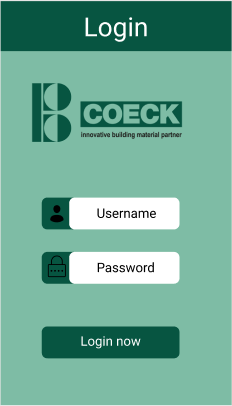 Login
COECK
innovative building material partner
Username
Password
Login now